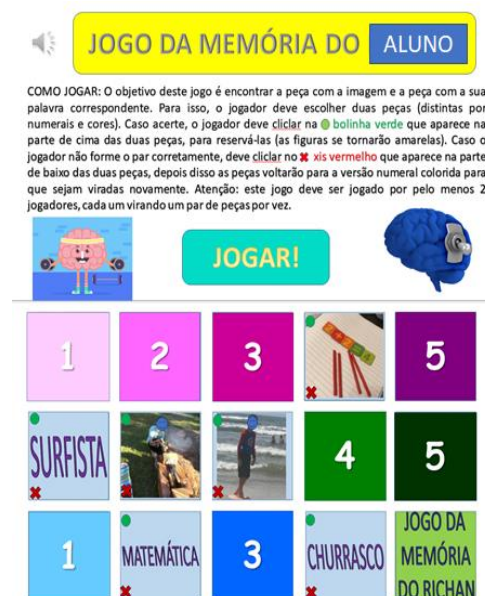 JOGO DA MEMÓRIA DO ALUNO
COMO JOGAR: O objetivo deste jogo é encontrar a peça com a imagem e a peça com a sua
palavra correspondente. Para isso, o jogador deve escolher duas peças (distintas por
numerais e cores). Caso acerte, o jogador deve cliclar na bolinha verde que aparece na
parte de cima das duas peças, para reservá-las (as figuras se tornarão amarelas). Caso o
jogador não forme o par corretamente, deve cliclar no xis vermelho que aparece na parte
de baixo das duas peças, depois disso as peças voltarão para a versão numeral colorida para
que sejam viradas novamente. Atenção: este jogo deve ser jogado por pelo menos 2
jogadores, cada um virando um par de peças por vez.
JOGAR!
1 2 3 5
SURFISTA 4 5
1 MATEMÁTICA 3 CHURRASCO
JOGO DA
MEMÓRIA
DO RICHAN